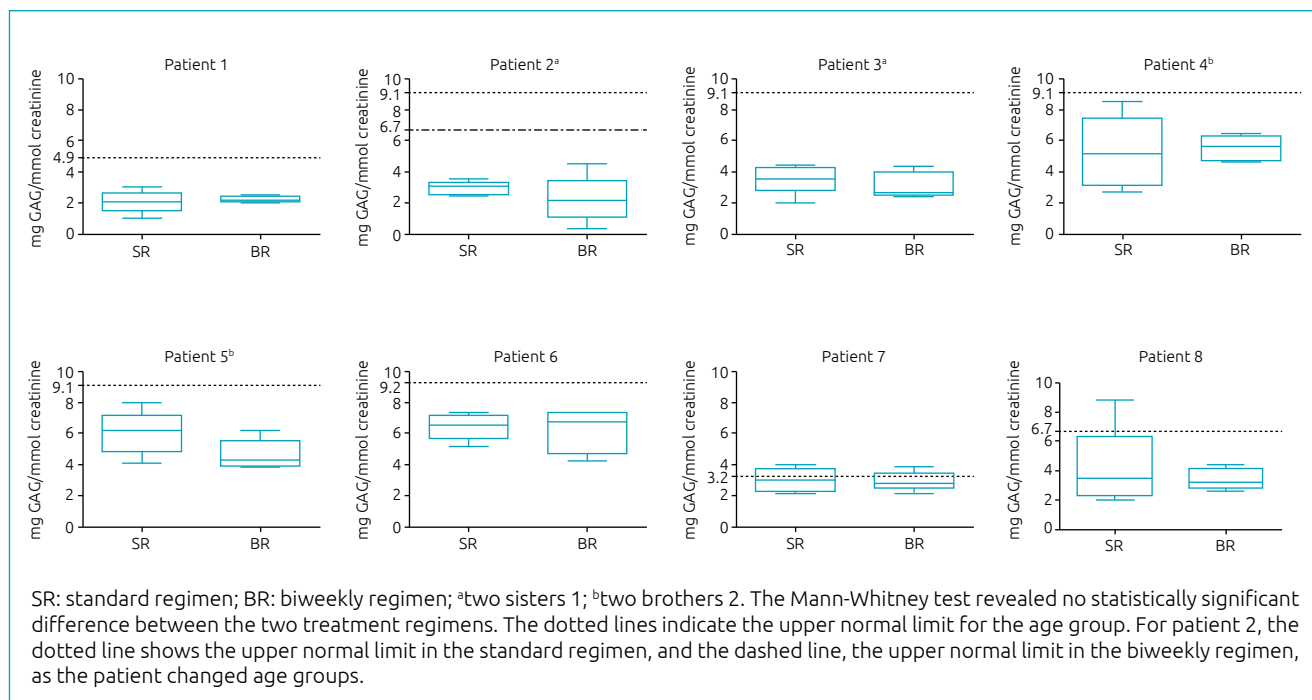 Patient 1
mg GAG/mmol creatinine
10
8
6
4.9
4
2
0
SR BR
Patient 2ᵃ
mg GAG/mmol creatinine
10
9.1
8
6.7
6
4
2
0
SR BR
Patient 3ᵃ
mg GAG/mmol creatinine
10
9.1
8
6
4
2
0
SR BR
Patient 4ᵇ
mg GAG/mmol creatinine
10
9.1
8
6
4
2
0
SR BR
Patient 5ᵇ
mg GAG/mmol creatinine
10
9.1
8
6
4
2
0
SR BR
Patient 6
mg GAG/mmol creatinine
10
9.2
8
6
4
2
0
SR BR
Patient 7
mg GAG/mmol creatinine
10
8
6
4
3.2
2
0
SR BR
Patient 8
mg GAG/mmol creatinine
10
8
6.7
6
4
2
0
SR BR
SR: standard regimen; BR: biweekly regimen; ᵃtwo sisters 1; ᵇtwo brothers 2. The Mann-Whitney test revealed no statistically significant
difference between the two treatment regimens. The dotted lines indicate the upper normal limit for the age group. For patient 2, the
dotted line shows the upper normal limit in the standard regimen, and the dashed line, the upper normal limit in the biweekly regimen,
as the patient changed age groups.